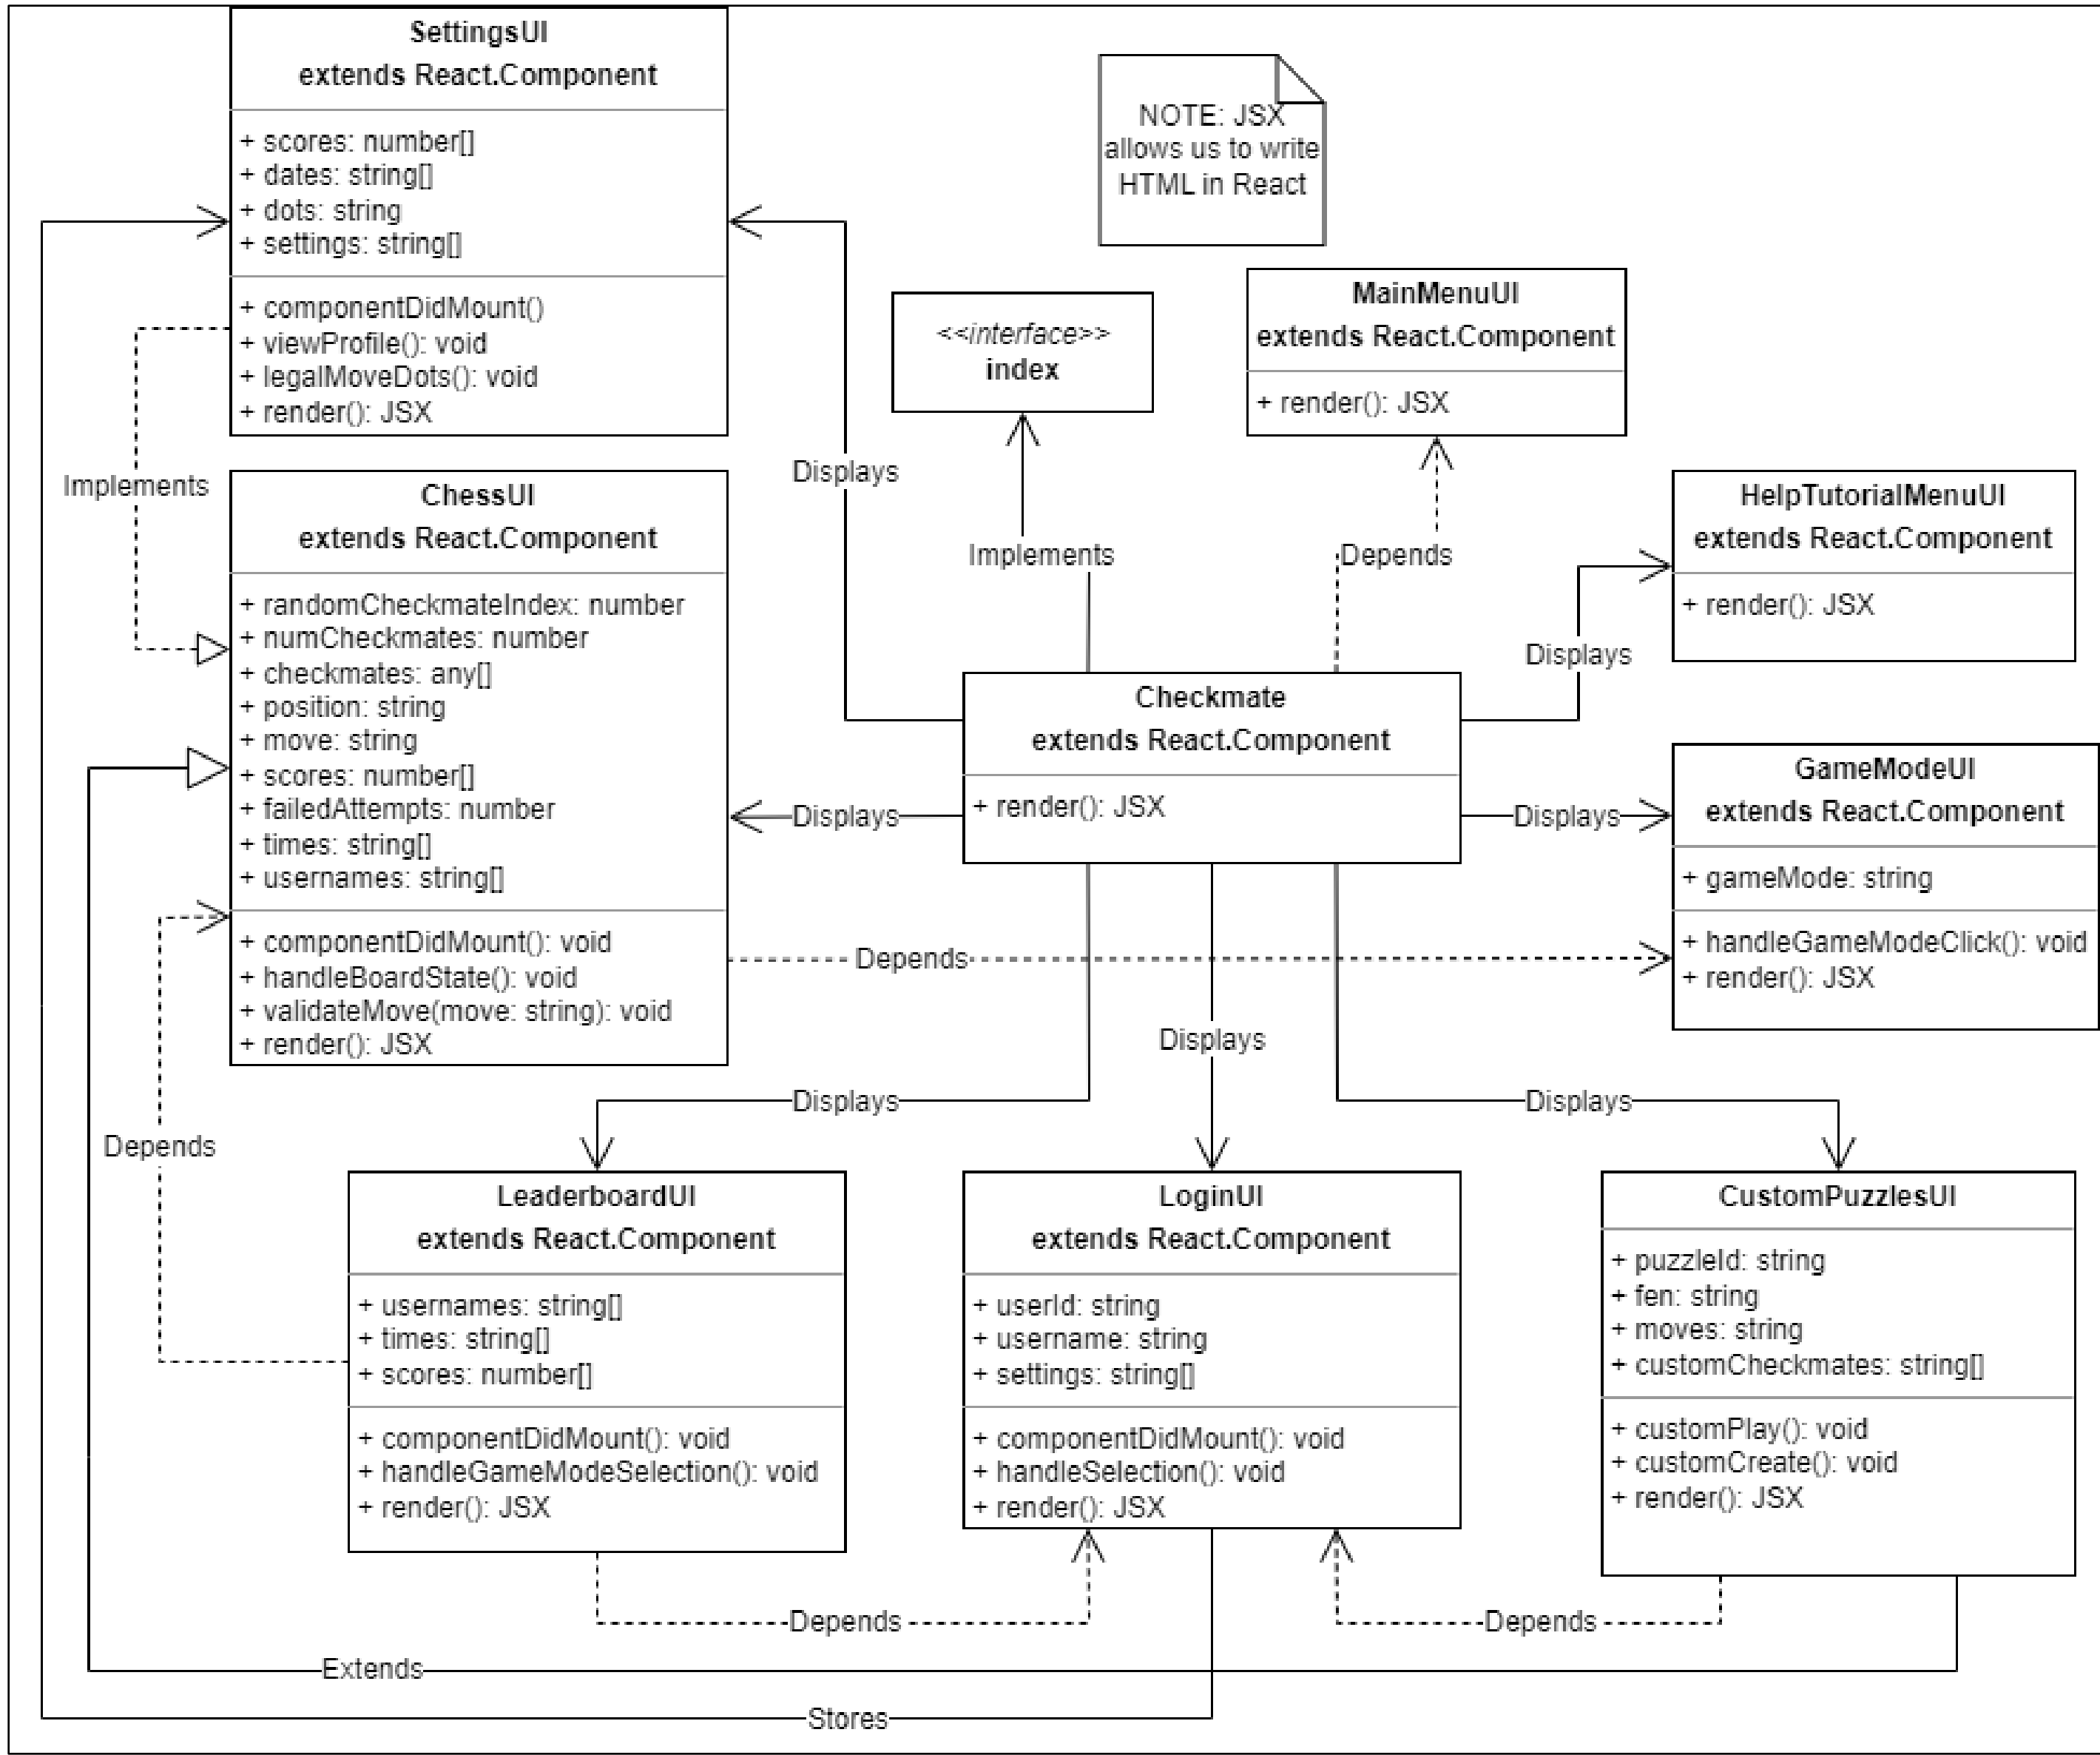 SettingsUI
extends React.Component
+ scores: number[]
+ dates: string[]
+ dots: string
+ settings: string[]
+ componentDidMount()
+ viewProfile(): void
+ legalMoveDots(): void
+ render(): JSX
NOTE: JSX
allows us to write
HTML in React
<<interface>>
index
MainMenuUI
extends React.Component
+ render(): JSX
Implements
Displays
Implements
Depends
HelpTutorialMenuUI
extends React.Component
+ render(): JSX
Displays
ChessUI
extends React.Component
+ randomCheckmateIndex: number
+ numCheckmates: number
+ checkmates: any[]
+ position: string
+ move: string
+ scores: number[]
+ failedAttempts: number
+ times: string[]
+ usernames: string[]
+ componentDidMount(): void
+ handleBoardState(): void
+ validateMove(move: string): void
+ render(): JSX
Checkmate
extends React.Component
+ render(): JSX
Displays
Displays
GameModeUI
extends React.Component
+ gameMode: string
+ handleGameModeClick(): void
+ render(): JSX
Depends
Displays
Displays
Displays
Depends
LeaderboardUI
extends React.Component
+ usernames: string[]
+ times: string[]
+ scores: number[]
+ componentDidMount(): void
+ handleGameModeSelection(): void
+ render(): JSX
LoginUI
extends React.Component
+ userId: string
+ username: string
+ settings: string[]
+ componentDidMount(): void
+ handleSelection(): void
+ render(): JSX
CustomPuzzlesUI
+ puzzleId: string
+ fen: string
+ moves: string
+ customCheckmates: string[]
+ customPlay(): void
+ customCreate(): void
+ render(): JSX
Depends
Depends
Extends
Stores